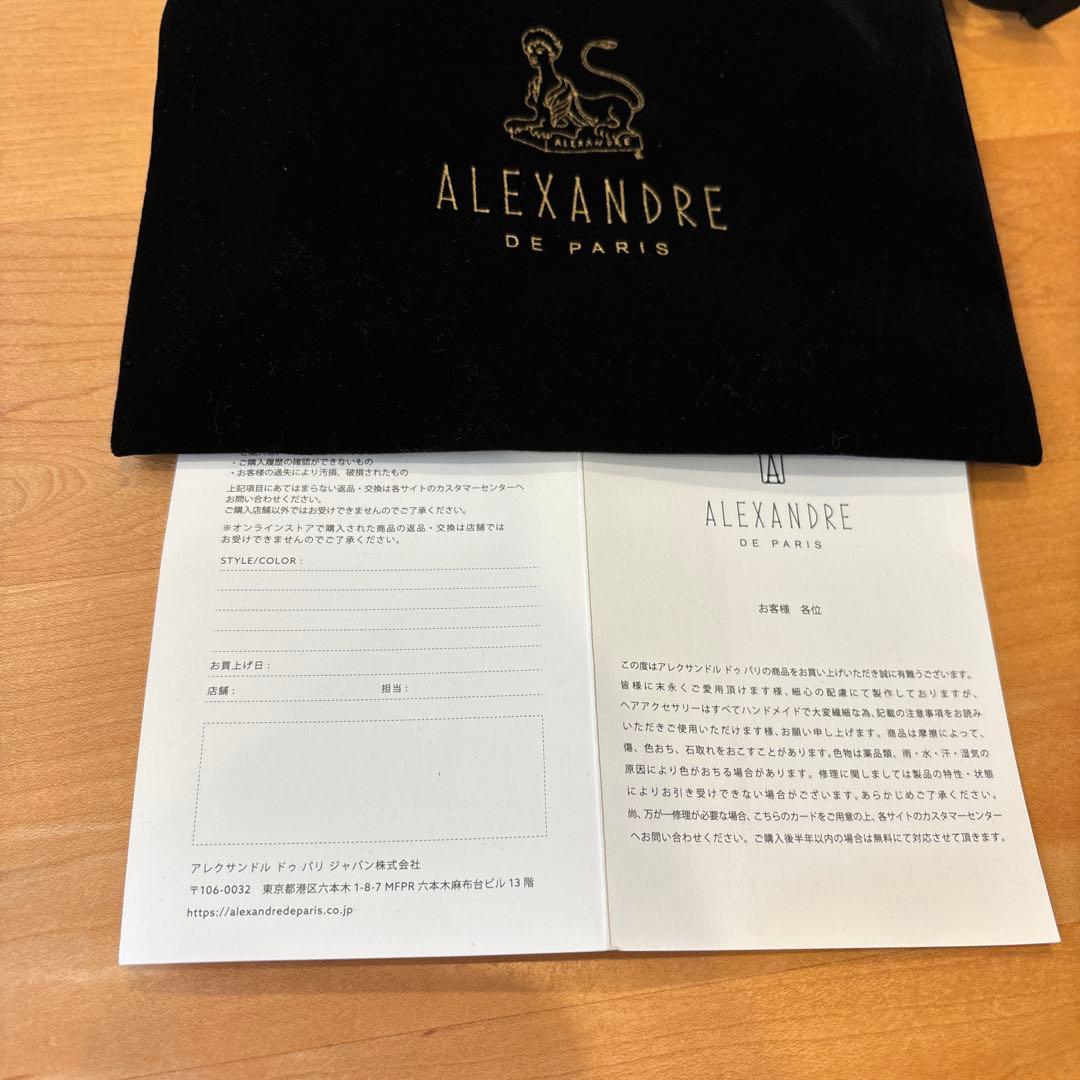 ALEXANDRE
ALEXANDRE
DE PARIS
・ご購入後
・ご購入履歴の確認ができないもの
・お客様の過失により汚損、破損されたもの
上記項目にあてはまらない返品・交換は各サイトのカスタマーセンターへ
お問い合わせください。
ご購入店舗以外ではお受けできませんのでご了承ください。
※オンラインストアで購入された商品の返品・交換は店舗では
お受けできませんのでご了承ください。
STYLE/COLOR :
お買上げ日：
店舗： 担当：
アレクサンドル ドゥ パリ ジャパン株式会社
〒106-0032 東京都港区六本木 1-8-7 MFPR 六本木麻布台ビル 13 階
https://alexandredeparis.co.jp
A
ALEXANDRE
DE PARIS
お客様 各位
この度はアレクサンドル ドゥ パリの商品をお買い上げいただき誠に有難うございます。
皆様に末永くご愛用頂けます様、細心の配慮にて製作しておりますが、
ヘアアクセサリーはすべてハンドメイドで大変繊細な為、記載の注意事項をお読み
いただきご使用いただけます様、お願い申し上げます。商品は摩擦によって、
傷、色おち、石取れをおこすことがあります。色物は薬品類、雨・水・汗・湿気の
原因により色がおちる場合があります。修理に関しましては製品の特性・状態
によりお引き受けできない場合がございます。あらかじめご了承ください。
尚、万が一修理が必要な場合、こちらのカードをご用意の上、各サイトのカスタマーセンター
へお問い合わせください。ご購入後半年以内の場合は無料にて対応させて頂きます。